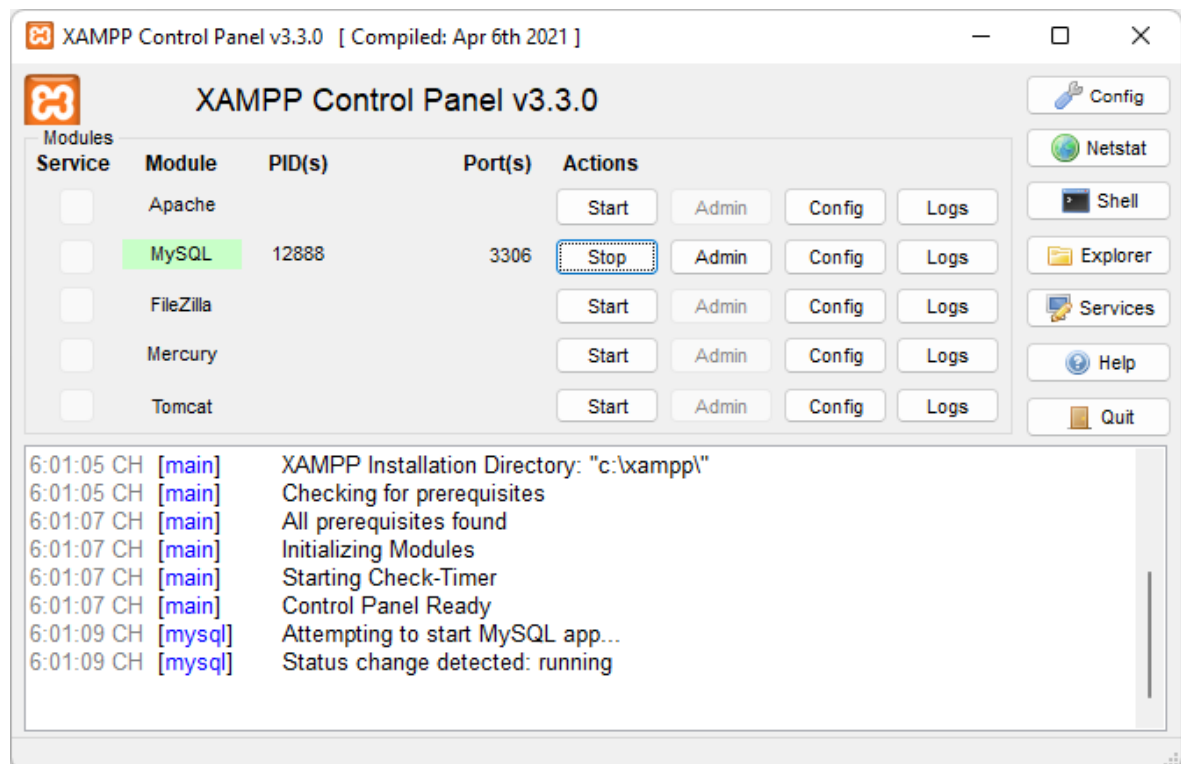 XAMPP Control Panel v3.3.0 [ Compiled: Apr 6th 2021 ]
XAMPP Control Panel v3.3.0
Config
Modules
Netstat
Service Module PID(s) Port(s) Actions
Apache Start Admin Config Logs
Shell
MySQL 12888 3306 Stop Admin Config Logs
Explorer
FileZilla Start Admin Config Logs
Services
Mercury Start Admin Config Logs
Help
Tomcat Start Admin Config Logs
Quit
6:01:05 CH [main] XAMPP Installation Directory: "c:\xampp\"
6:01:05 CH [main] Checking for prerequisites
6:01:07 CH [main] All prerequisites found
6:01:07 CH [main] Initializing Modules
6:01:07 CH [main] Starting Check-Timer
6:01:07 CH [main] Control Panel Ready
6:01:09 CH [mysql] Attempting to start MySQL app...
6:01:09 CH [mysql] Status change detected: running